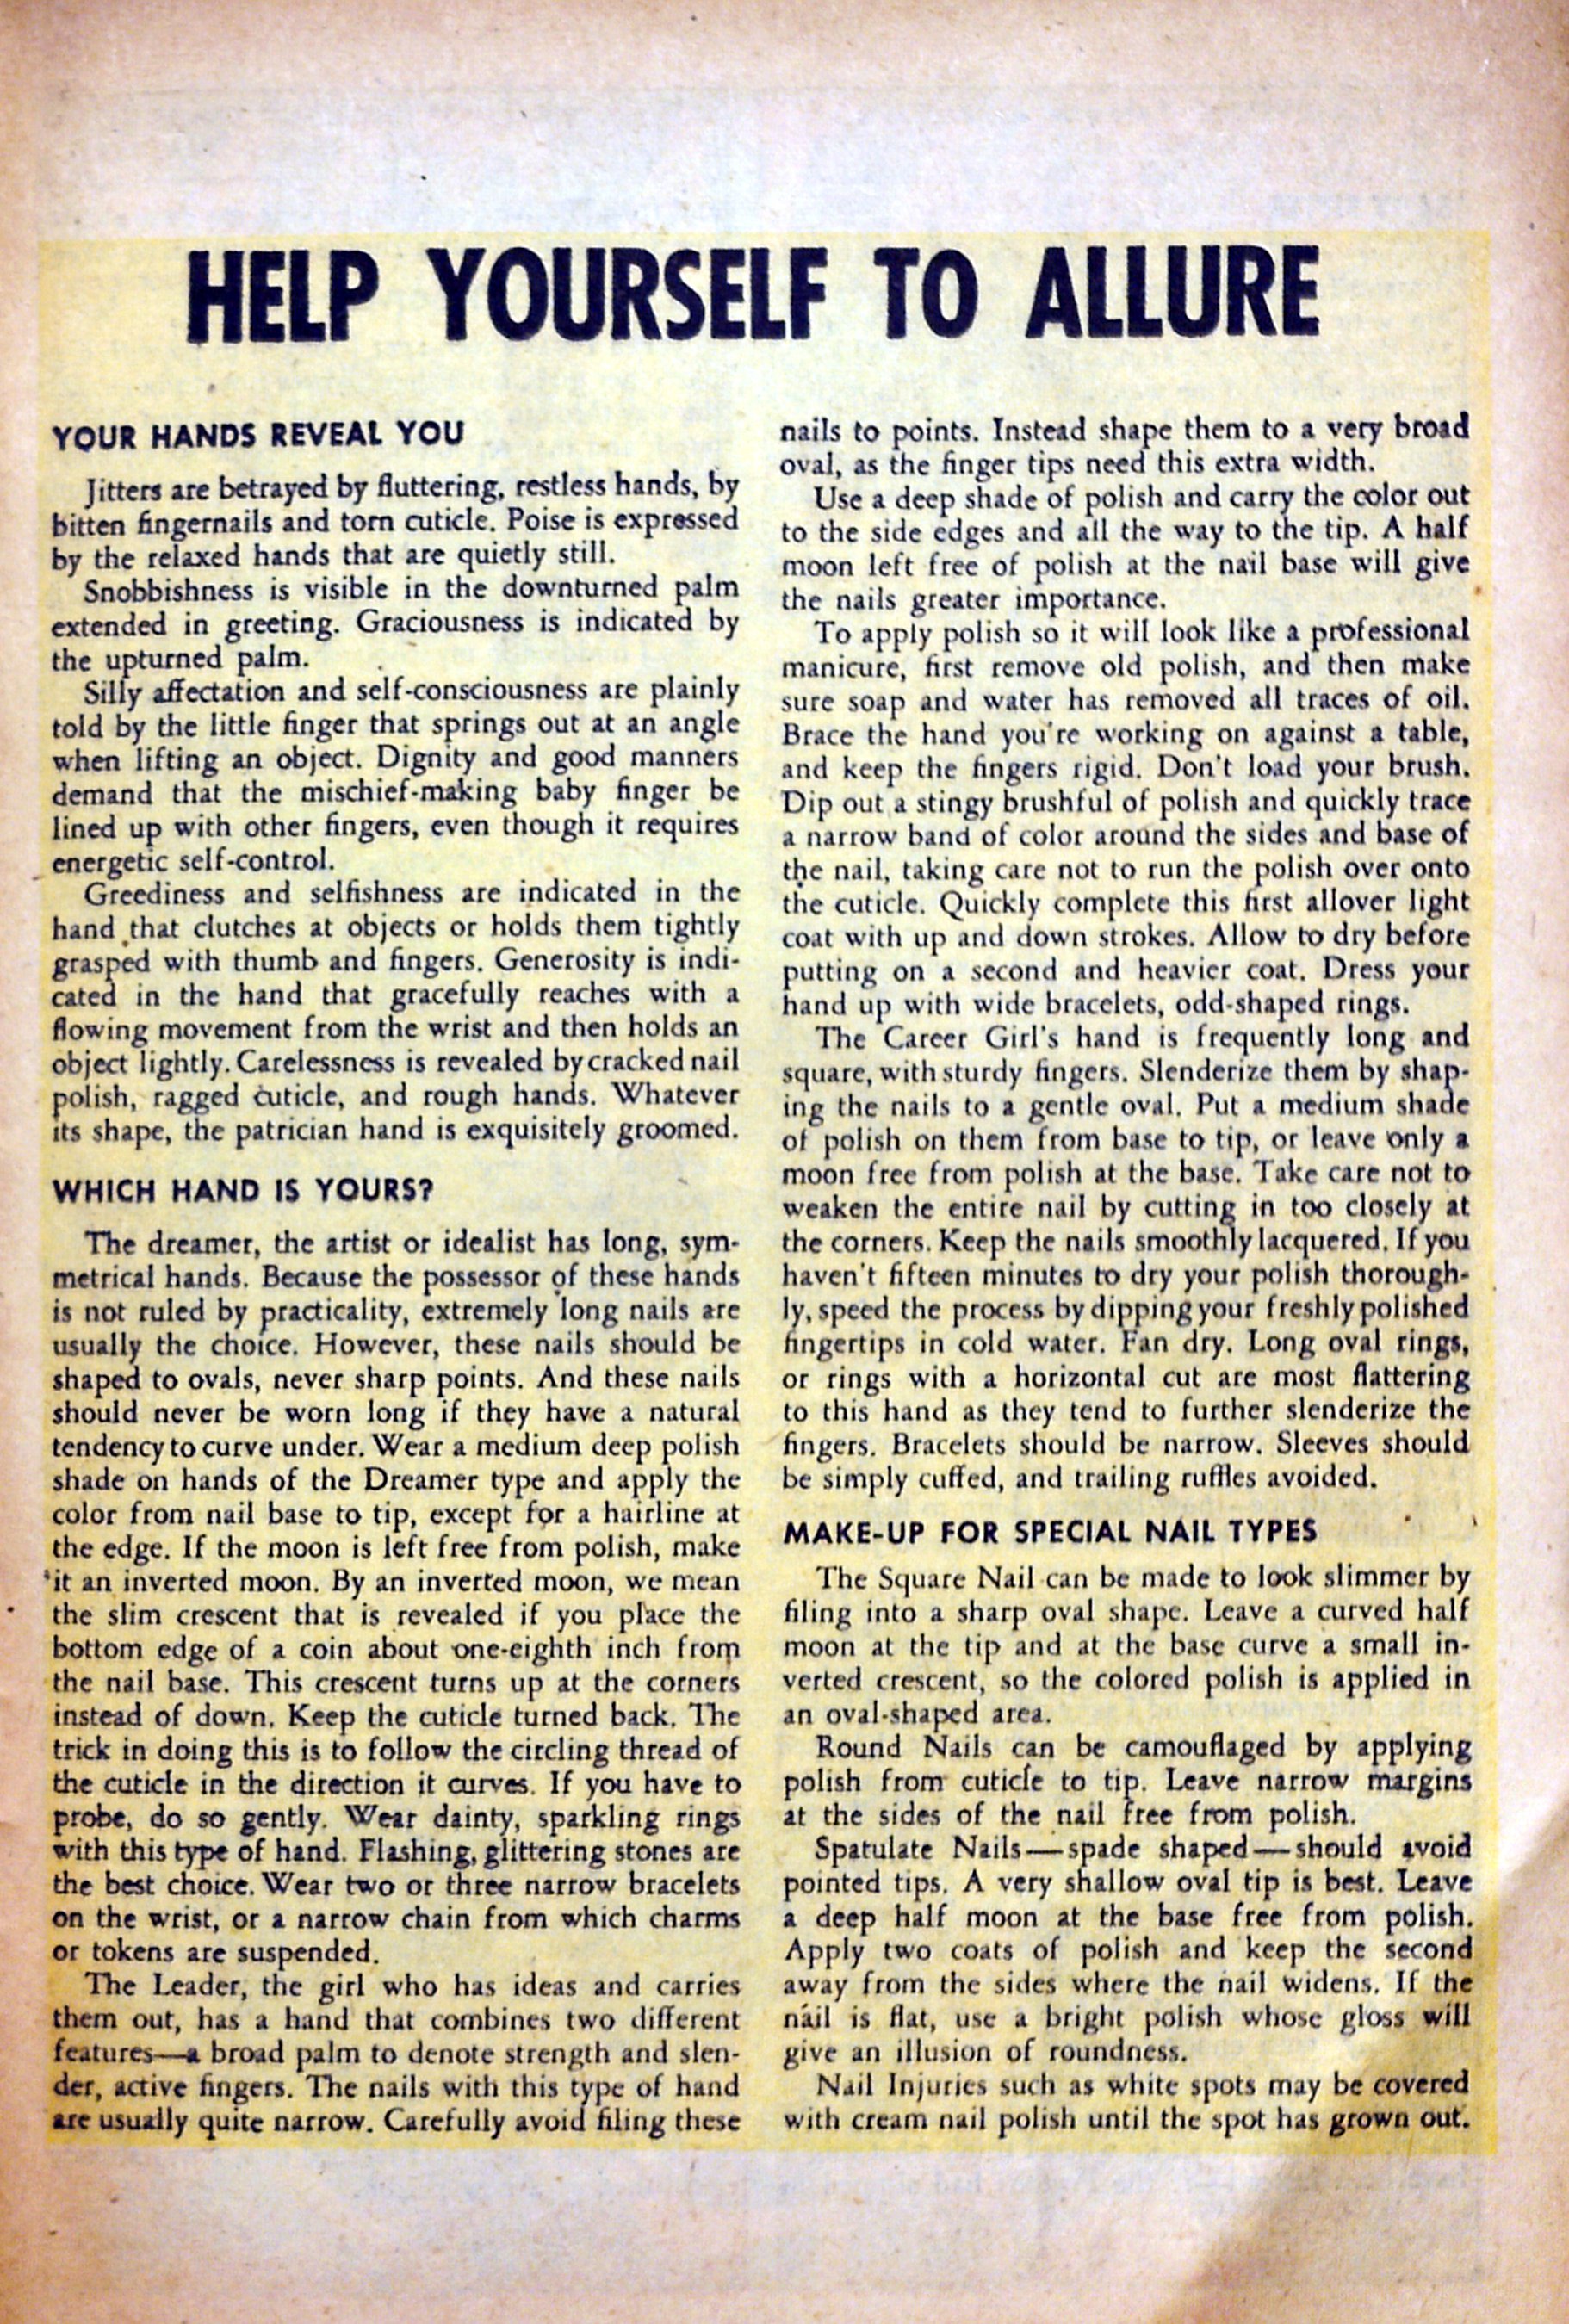 HELP YOURSELF TO ALLURE
YOUR HANDS REVEAL YOU
Jitters are betrayed by fluttering, restless hands, by
bitten fingernails and torn cuticle. Poise is expressed
by the relaxed hands that are quietly still.
Snobbishness is visible in the downturned palm
extended in greeting. Graciousness is indicated by
the upturned palm.
Silly affectation and self-consciousness are plainly
told by the little finger that springs out at an angle
when lifting an object. Dignity and good manners
demand that the mischief-making baby finger be
lined up with other fingers, even though it requires
energetic self-control.
Greediness and selfishness are indicated in the
hand that clutches at objects or holds them tightly
grasped with thumb and fingers. Generosity is indi-
cated in the hand that gracefully reaches with a
flowing movement from the wrist and then holds an
object lightly. Carelessness is revealed by cracked nail
polish, ragged cuticle, and rough hands. Whatever
its shape, the patrician hand is exquisitely groomed.
WHICH HAND IS YOURS?
The dreamer, the artist or idealist has long, sym-
metrical hands. Because the possessor of these hands
is not ruled by practicality, extremely long nails are
usually the choice. However, these nails should be
shaped to ovals, never sharp points. And these nails
should never be worn long if they have a natural
tendency to curve under. Wear a medium deep polish
shade on hands of the Dreamer type and apply the
color from nail base to tip, except for a hairline at
the edge. If the moon is left free from polish, make
it an inverted moon. By an inverted moon, we mean
the slim crescent that is revealed if you place the
bottom edge of a coin about one-eighth inch from
the nail base. This crescent turns up at the corners
instead of down. Keep the cuticle turned back. The
trick in doing this is to follow the circling thread of
the cuticle in the direction it curves. If you have to
probe, do so gently. Wear dainty, sparkling rings
with this type of hand. Flashing, glittering stones are
the best choice. Wear two or three narrow bracelets
on the wrist, or a narrow chain from which charms
or tokens are suspended.
The Leader, the girl who has ideas and carries
them out, has a hand that combines two different
features—a broad palm to denote strength and slen-
der, active fingers. The nails with this type of hand
are usually quite narrow. Carefully avoid filing these
nails to points. Instead shape them to a very broad
oval, as the finger tips need this extra width.
Use a deep shade of polish and carry the color out
to the side edges and all the way to the tip. A half
moon left free of polish at the nail base will give
the nails greater importance.
To apply polish so it will look like a professional
manicure, first remove old polish, and then make
sure soap and water has removed all traces of oil.
Brace the hand you're working on against a table,
and keep the fingers rigid. Don't load your brush.
Dip out a stingy brushful of polish and quickly trace
a narrow band of color around the sides and base of
the nail, taking care not to run the polish over onto
the cuticle. Quickly complete this first allover light
coat with up and down strokes. Allow to dry before
putting on a second and heavier coat. Dress your
hand up with wide bracelets, odd-shaped rings.
The Career Girl's hand is frequently long and
square, with sturdy fingers. Slenderize them by shap-
ing the nails to a gentle oval. Put a medium shade
of polish on them from base to tip, or leave only a
moon free from polish at the base. Take care not to
weaken the entire nail by cutting in too closely at
the corners. Keep the nails smoothly lacquered. If you
haven't fifteen minutes to dry your polish thorough-
ly, speed the process by dipping your freshly polished
fingertips in cold water. Fan dry. Long oval rings,
or rings with a horizontal cut are most flattering
to this hand as they tend to further slenderize the
fingers. Bracelets should be narrow. Sleeves should
be simply cuffed, and trailing ruffles avoided.
MAKE-UP FOR SPECIAL NAIL TYPES
The Square Nail can be made to look slimmer by
filing into a sharp oval shape. Leave a curved half
moon at the tip and at the base curve a small in-
verted crescent, so the colored polish is applied in
an oval-shaped area.
Round Nails can be camouflaged by applying
polish from cuticle to tip. Leave narrow margins
at the sides of the nail free from polish.
Spatulate Nails—spade shaped—should avoid
pointed tips. A very shallow oval tip is best. Leave
a deep half moon at the base free from polish.
Apply two coats of polish and keep the second
away from the sides where the nail widens. If the
nail is flat, use a bright polish whose gloss will
give an illusion of roundness.
Nail Injuries such as white spots may be covered
with cream nail polish until the spot has grown out.